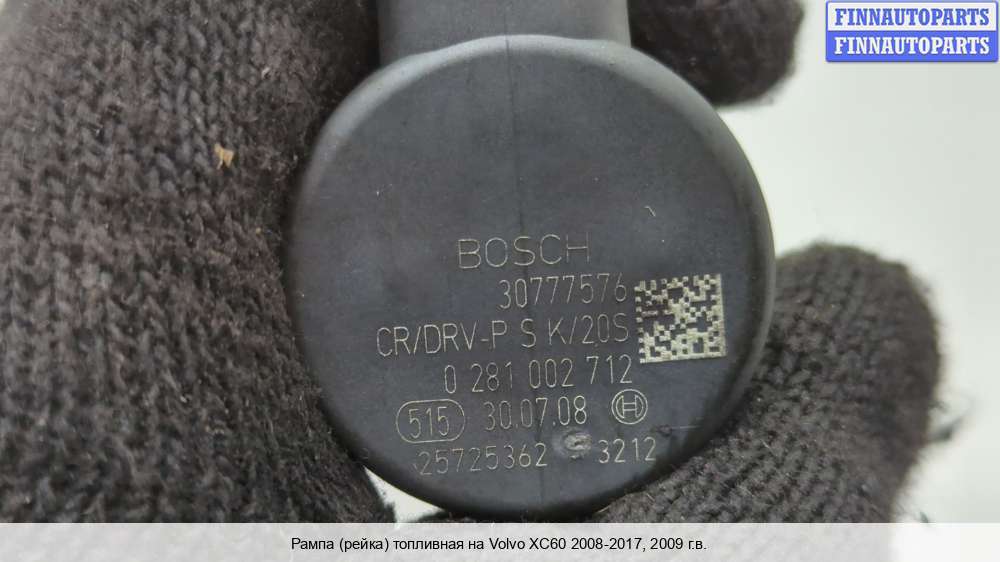 FINNAUTOPARTS
FINNAUTOPARTS
BOSCH
30777576
CR/DRV-P S K/20S
0 281 002 712
515 30.07.08
25725362 3212
Рампа (рейка) топливная на Volvo XC60 2008-2017, 2009 г.в.